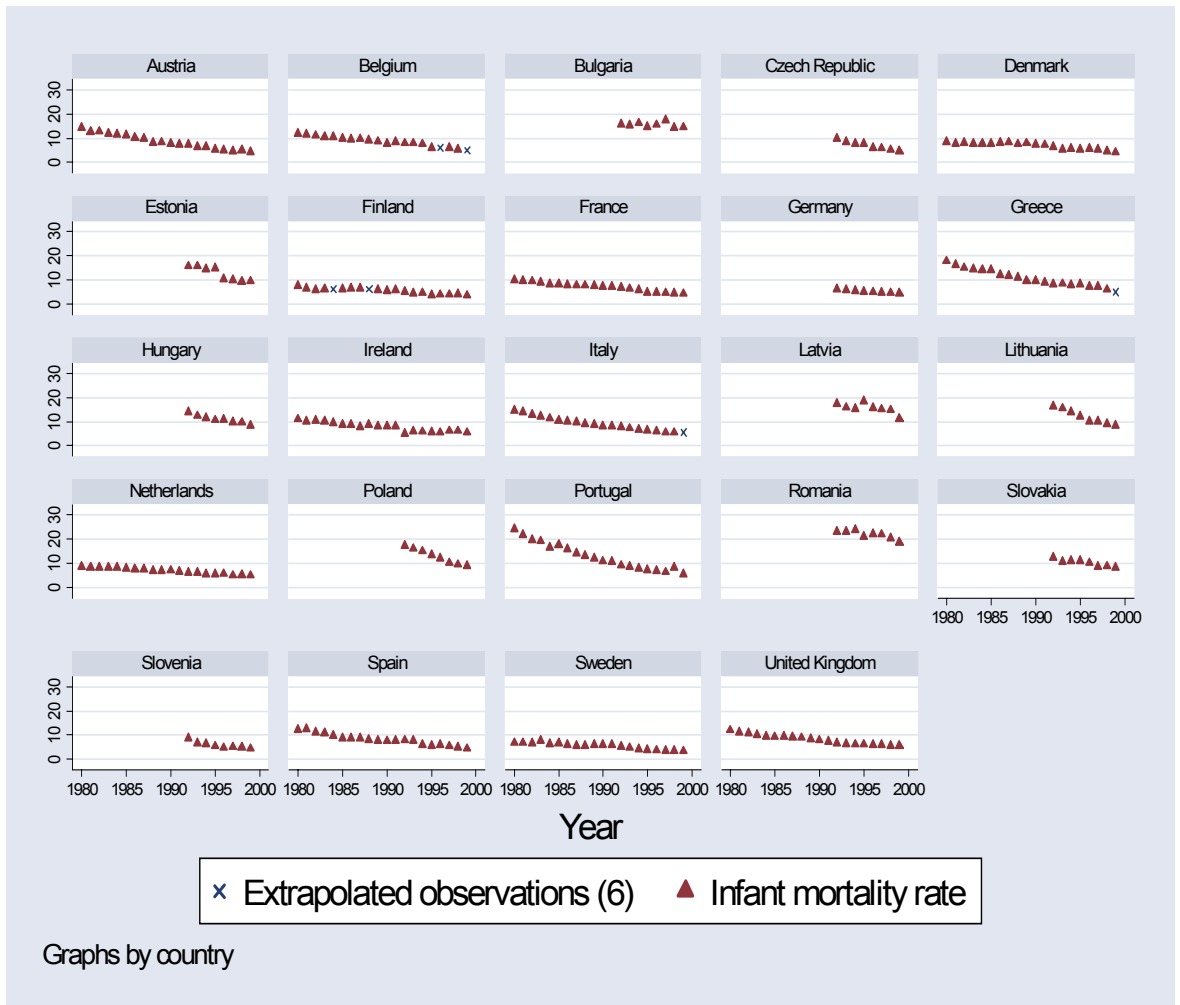 Austria Belgium Bulgaria Czech Republic Denmark
0 10 20 30
Estonia Finland France Germany Greece
0 10 20 30
Hungary Ireland Italy Latvia Lithuania
0 10 20 30
Netherlands Poland Portugal Romania Slovakia
0 10 20 30
1980 1985 1990 1995 2000
Slovenia Spain Sweden United Kingdom
0 10 20 30
1980 1985 1990 1995 2000 1980 1985 1990 1995 2000 1980 1985 1990 1995 2000 1980 1985 1990 1995 2000
Year
Extrapolated observations (6) Infant mortality rate
Graphs by country